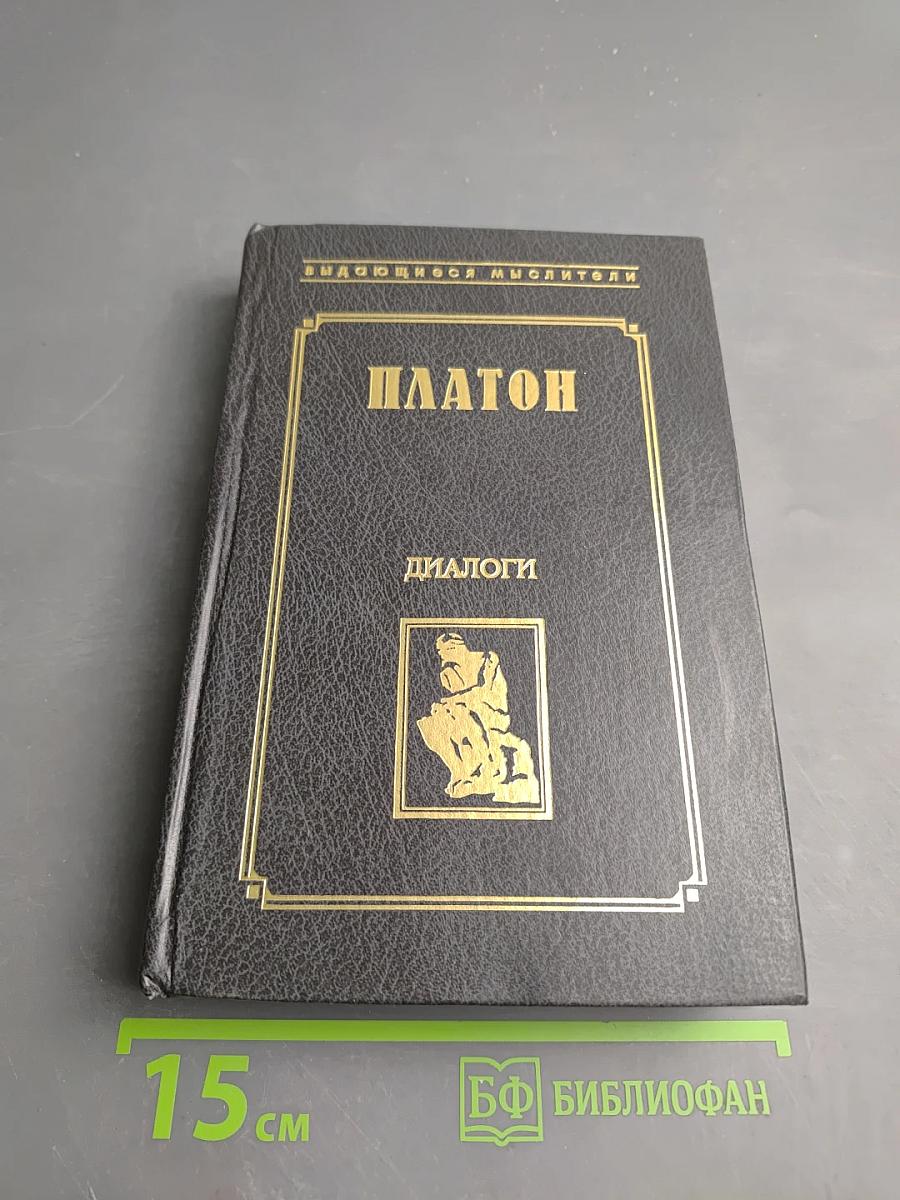 выдающиеся мыслители
ПЛАТОН
ДИАЛОГИ
15 см
БФ БИБЛИОФАН